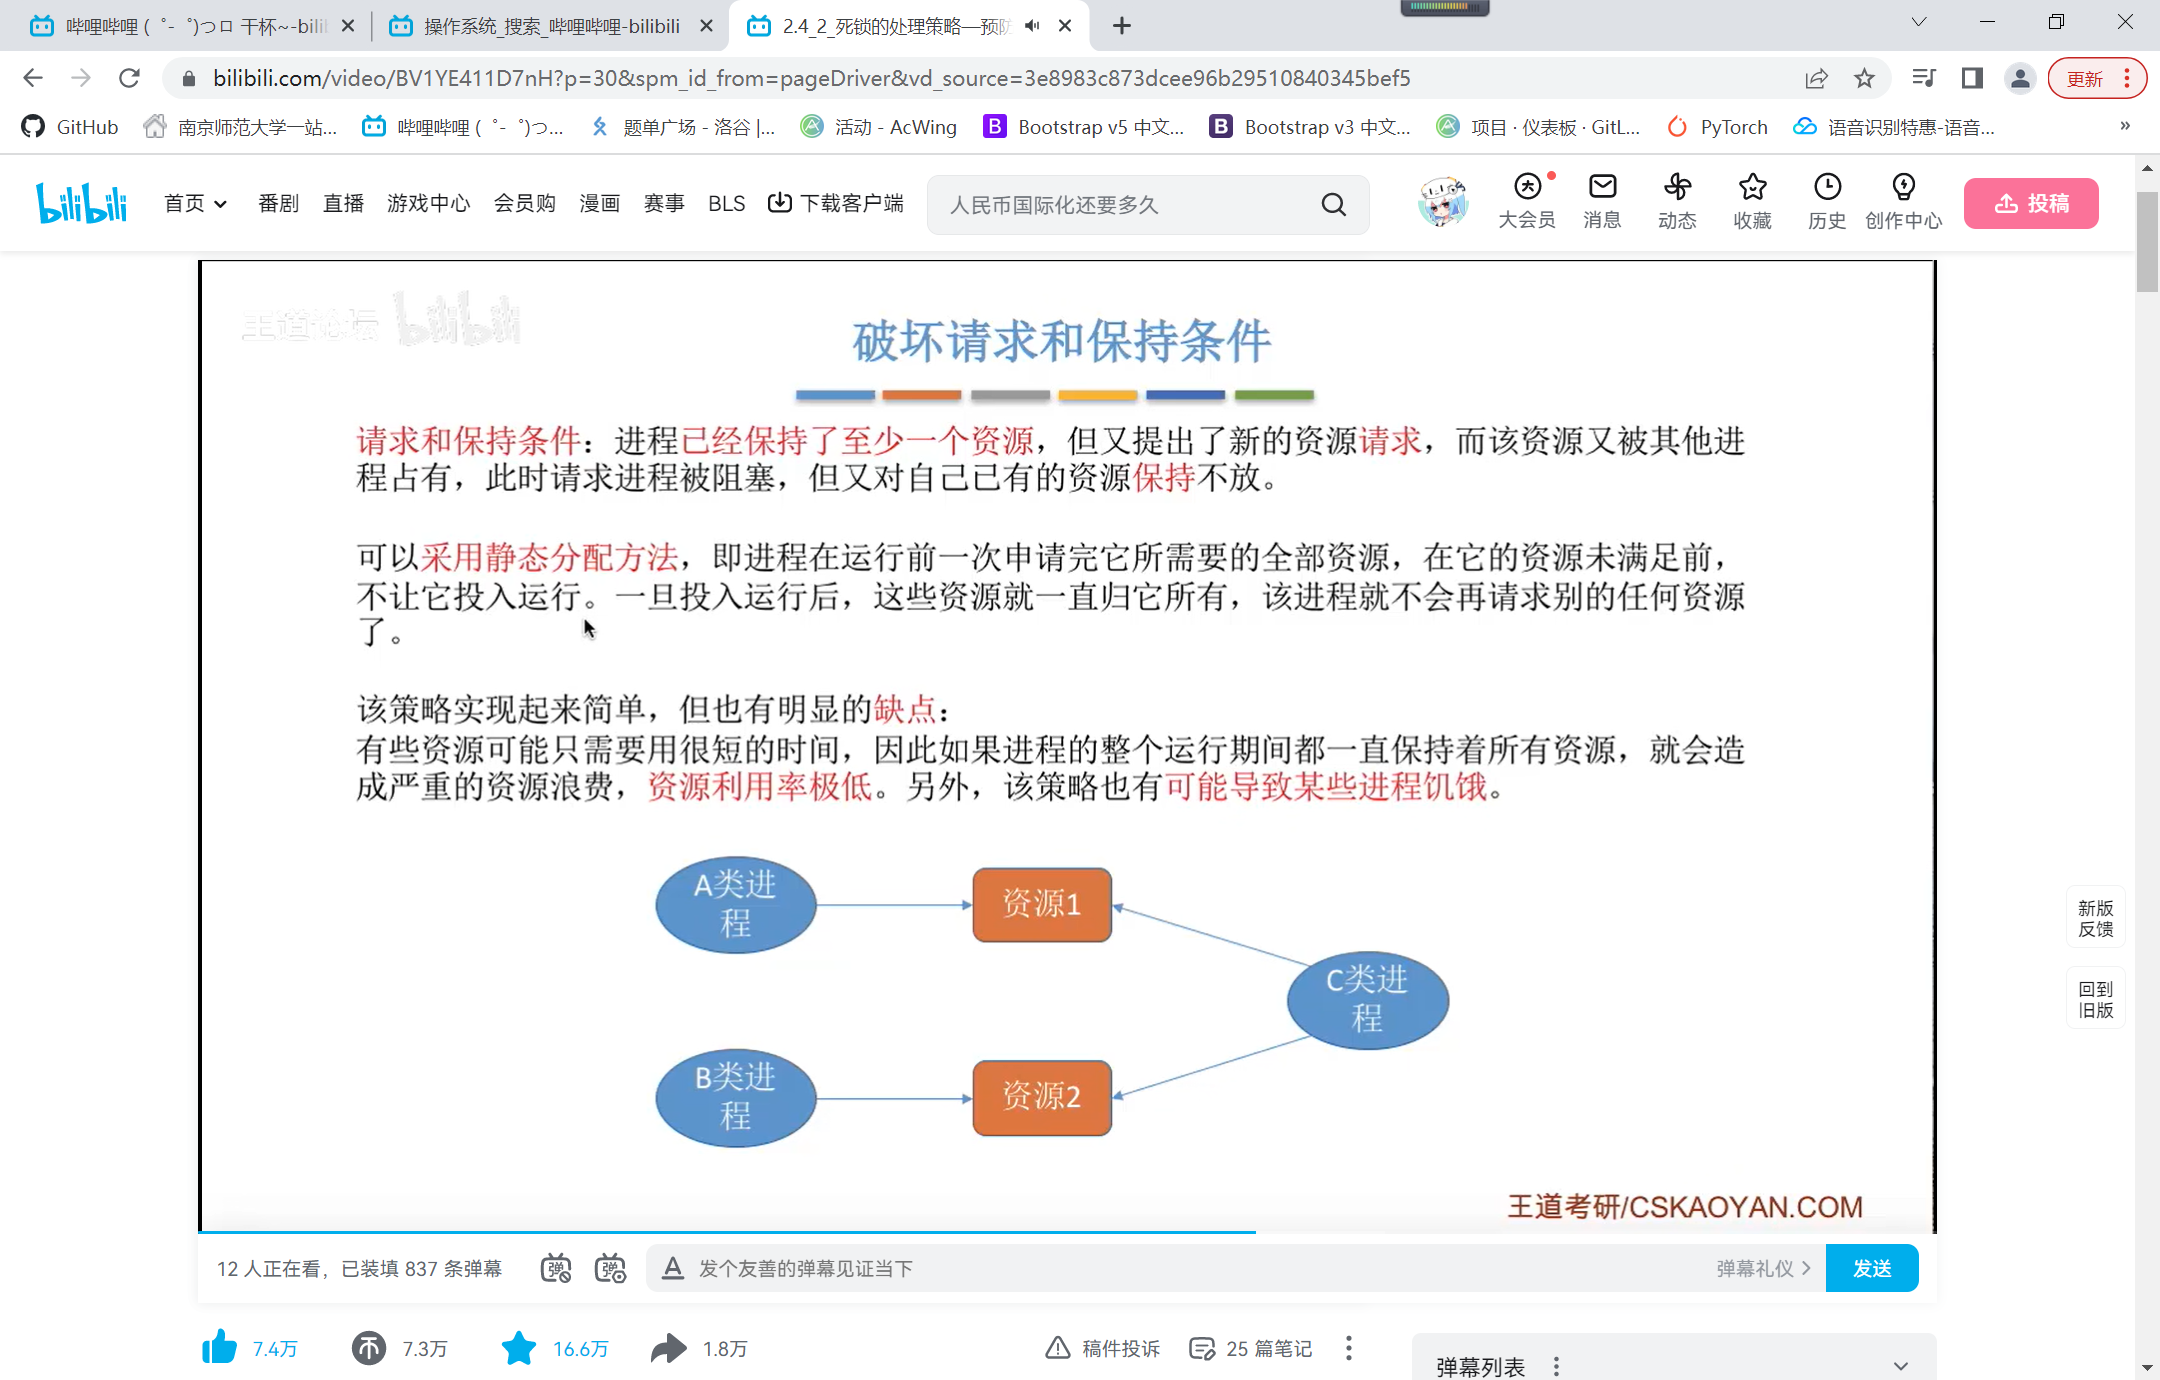 哔哩哔哩 (゜-゜)つロ 干杯~-bili
操作系统_搜索_哔哩哔哩-bilibili
2.4_2_死锁的处理策略—预防
bilibili.com/video/BV1YE411D7nH?p=30&spm_id_from=pageDriver&vd_source=3e8983c873dcee96b29510840345bef5
更新
GitHub
南京师范大学一站...
哔哩哔哩 (゜-゜)つ...
题单广场 - 洛谷 |...
活动 - AcWing
Bootstrap v5 中文...
Bootstrap v3 中文...
项目 · 仪表板 · GitL...
PyTorch
语音识别特惠-语音...
»
bilibili
首页
番剧
直播
游戏中心
会员购
漫画
赛事
BLS
下载客户端
人民币国际化还要多久
大会员
消息
动态
收藏
历史
创作中心
投稿
王道论坛 bilibili
破坏请求和保持条件
请求和保持条件：进程已经保持了至少一个资源，但又提出了新的资源请求，而该资源又被其他进
程占有，此时请求进程被阻塞，但又对自己已有的资源保持不放。
可以采用静态分配方法，即进程在运行前一次申请完它所需要的全部资源，在它的资源未满足前，
不让它投入运行。一旦投入运行后，这些资源就一直归它所有，该进程就不会再请求别的任何资源
了。
该策略实现起来简单，但也有明显的缺点：
有些资源可能只需要用很短的时间，因此如果进程的整个运行期间都一直保持着所有资源，就会造
成严重的资源浪费，资源利用率极低。另外，该策略也有可能导致某些进程饥饿。
A类进
程
资源1
C类进
程
B类进
程
资源2
王道考研/CSKAOYAN.COM
新版
反馈
回到
旧版
12 人正在看，已装填 837 条弹幕
发个友善的弹幕见证当下
弹幕礼仪
发送
7.4万
7.3万
16.6万
1.8万
稿件投诉
25 篇笔记
弹幕列表